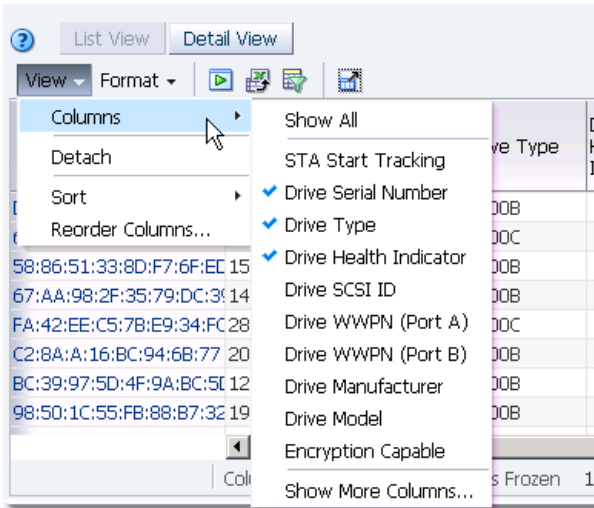 List View Detail View
View Format
Columns
Detach
Sort
Reorder Columns...
Show All
STA Start Tracking
Drive Serial Number
Drive Type
Drive Health Indicator
Drive SCSI ID
Drive WWPN (Port A)
Drive WWPN (Port B)
Drive Manufacturer
Drive Model
Encryption Capable
Show More Columns...
ve Type
00B
00C
58:86:51:33:8D:F7:6F:ED 15 00B
67:AA:98:2F:35:79:DC:39 14 00B
FA:42:EE:C5:7B:E9:34:FC 28 00C
C2:8A:A:16:BC:94:6B:77 20 00B
BC:39:97:5D:4F:9A:BC:5D 12 00B
98:50:1C:55:FB:88:B7:32 19 00B
Colu s Frozen 1